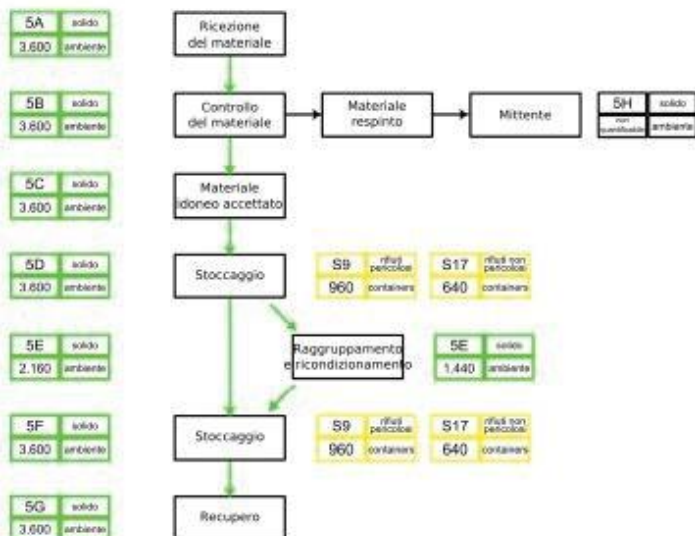 5A solido
3.600 ambiente
Ricezione
del materiale
5B solido
3.600 ambiente
Controllo
del materiale
Materiale
respinto
Mittente
5H solido
non quantificabile ambiente
5C solido
3.600 ambiente
Materiale
idoneo accettato
5D solido
3.600 ambiente
Stoccaggio
S9 rifiuti pericolosi
960 containers
S17 rifiuti non pericolosi
640 containers
5E solido
2.160 ambiente
Raggruppamento
e ricondizionamento
5E solido
1.440 ambiente
5F solido
3.600 ambiente
Stoccaggio
S9 rifiuti pericolosi
960 containers
S17 rifiuti non pericolosi
640 containers
5G solido
3.600 ambiente
Recupero